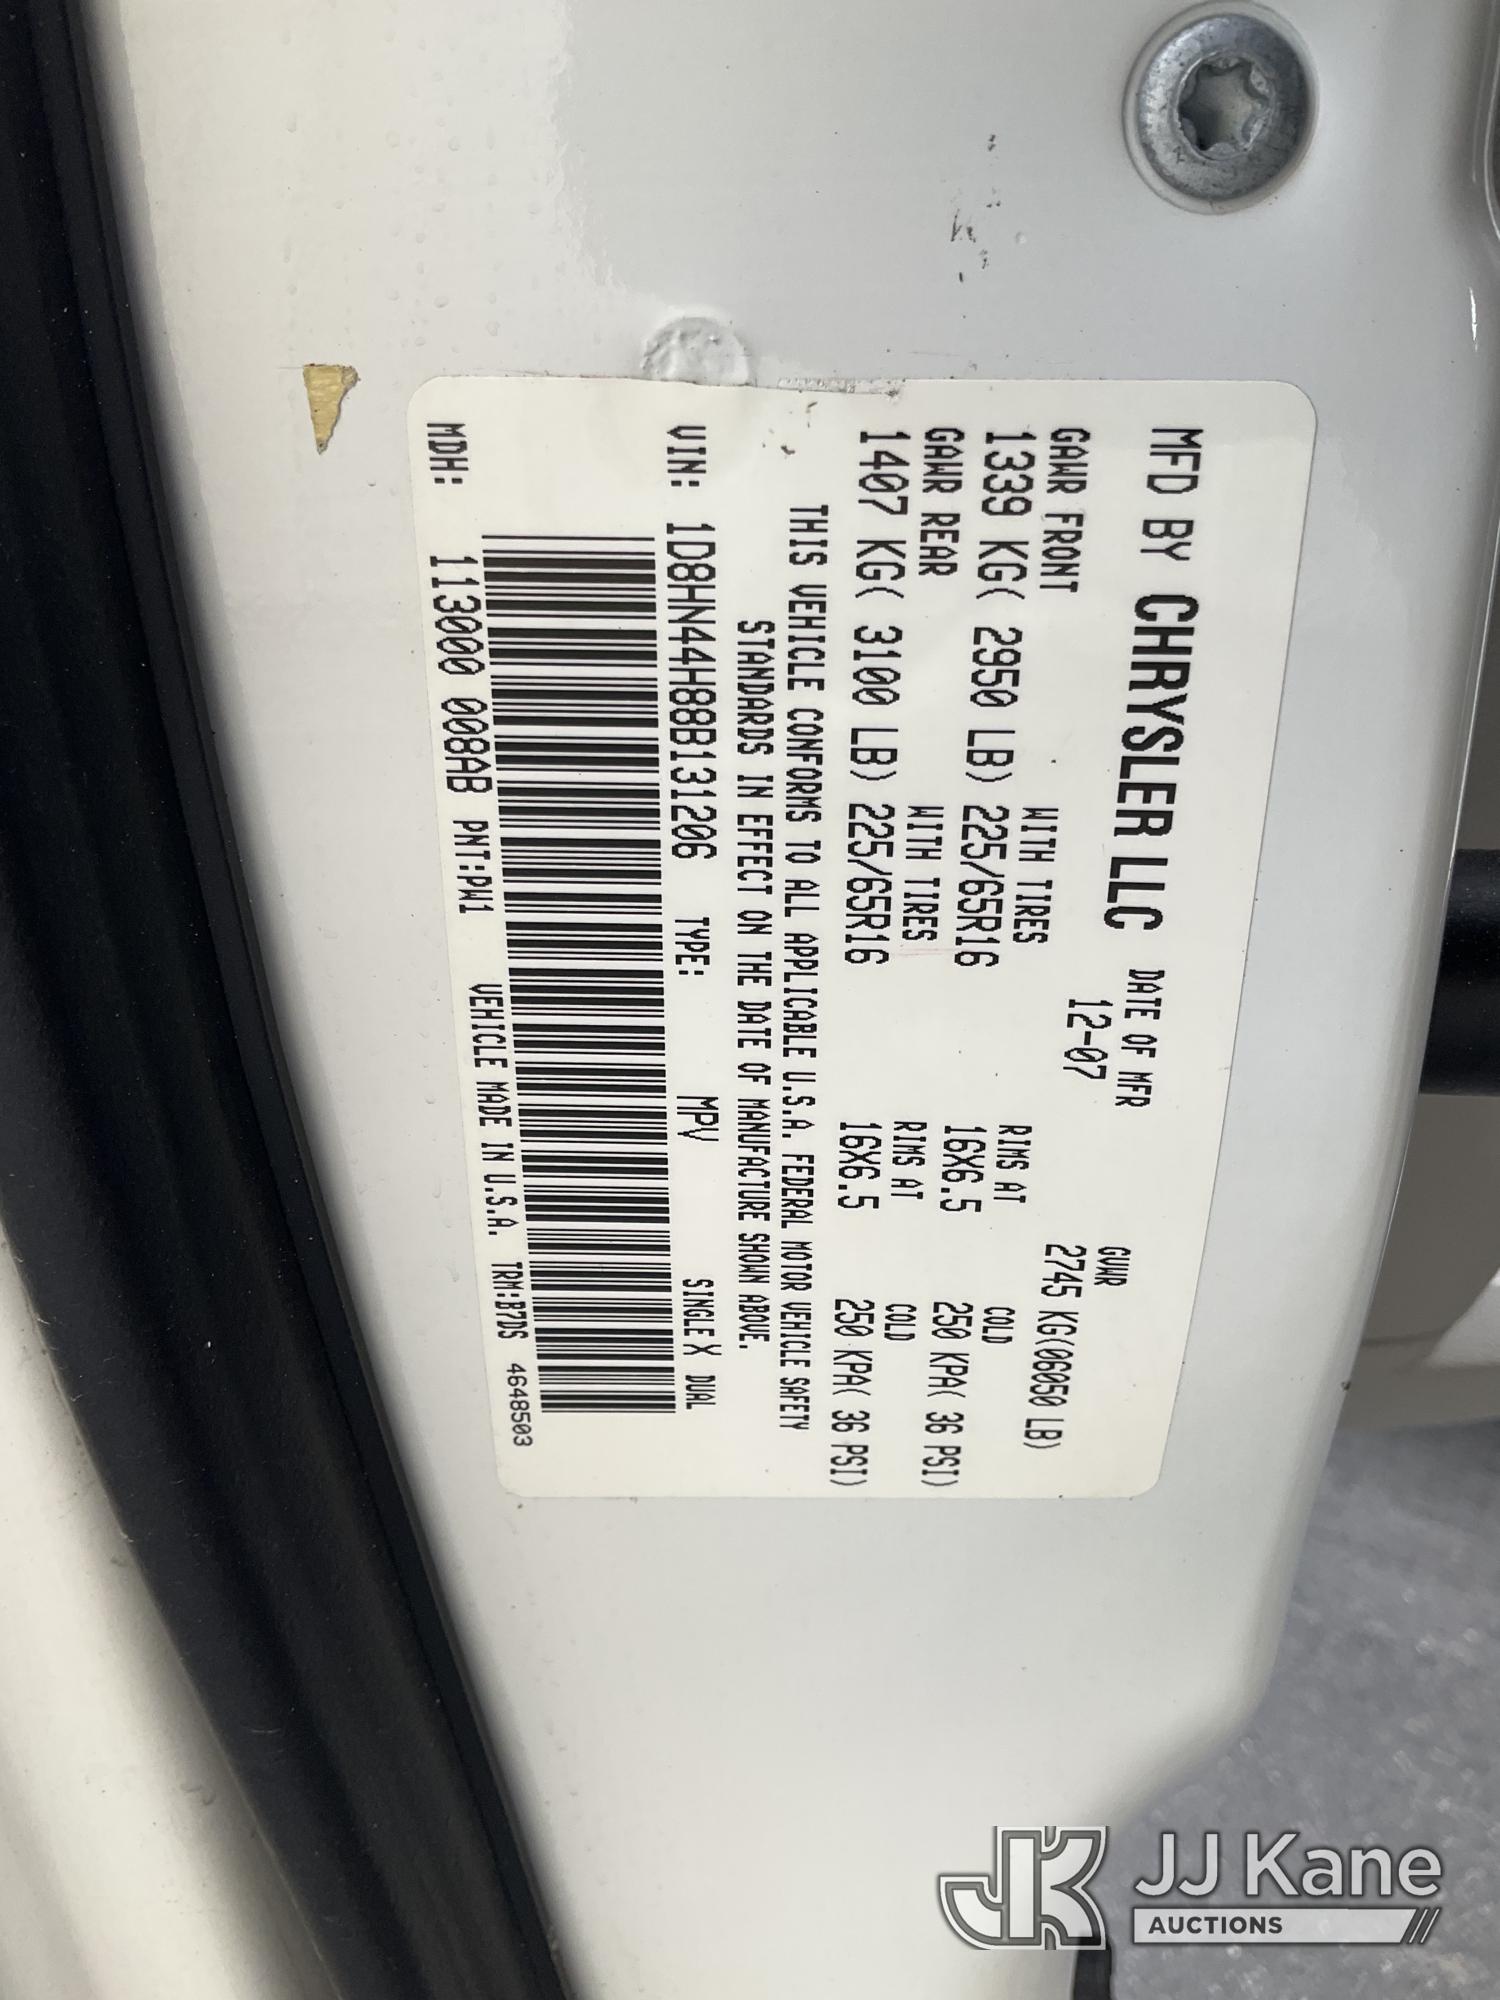 MFD BY CHRYSLER LLC DATE OF MFR GVWR
12-07 2745 KG(06050 LB)
GAWR FRONT WITH TIRES RIMS AT COLD
1339 KG( 2950 LB) 225/65R16 16X6.5 250 KPA( 36 PSI)
GAWR REAR WITH TIRES RIMS AT COLD
1407 KG( 3100 LB) 225/65R16 16X6.5 250 KPA( 36 PSI)
THIS VEHICLE CONFORMS TO ALL APPLICABLE U.S.A. FEDERAL MOTOR VEHICLE SAFETY
STANDARDS IN EFFECT ON THE DATE OF MANUFACTURE SHOWN ABOVE.
VIN: 1D8HN44H88B131206 TYPE: MPV SINGLE X DUAL
MDH: 113000 008AB PNT:PW1 VEHICLE MADE IN U.S.A. TRM:B7DS 4648503
JK JJ Kane
AUCTIONS